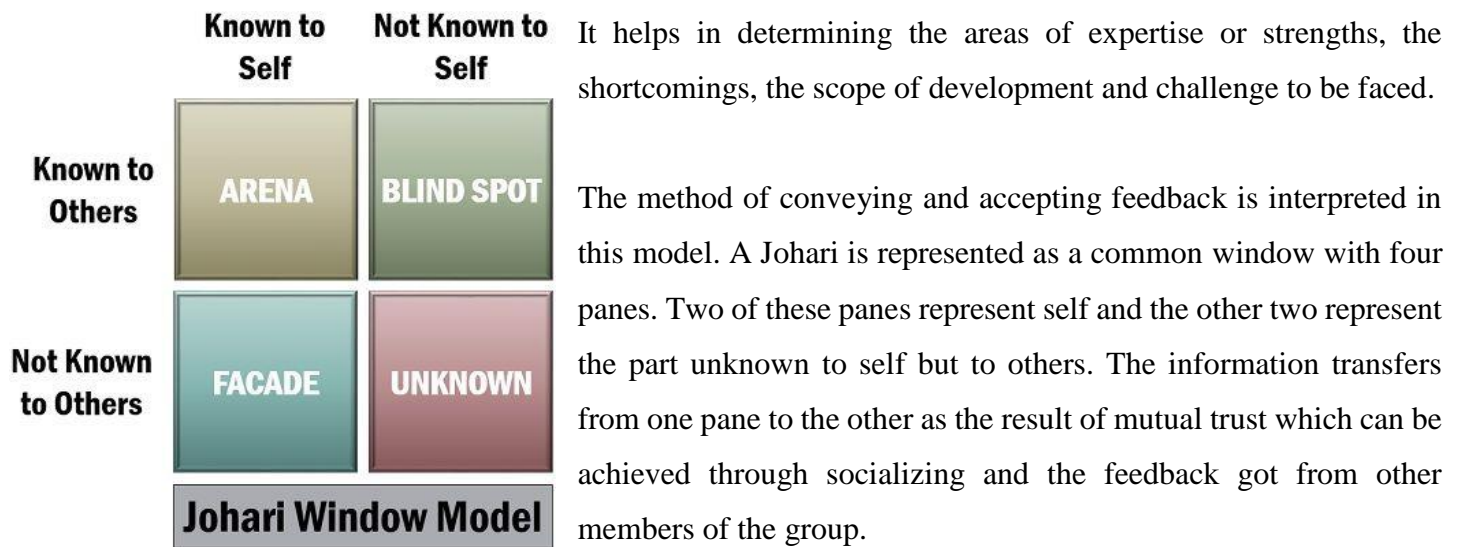 Known to
Self
Not Known to
Self
Known to
Others
ARENA
BLIND SPOT
Not Known
to Others
FACADE
UNKNOWN
Johari Window Model
It helps in determining the areas of expertise or strengths, the
shortcomings, the scope of development and challenge to be faced.
The method of conveying and accepting feedback is interpreted in
this model. A Johari is represented as a common window with four
panes. Two of these panes represent self and the other two represent
the part unknown to self but to others. The information transfers
from one pane to the other as the result of mutual trust which can be
achieved through socializing and the feedback got from other
members of the group.